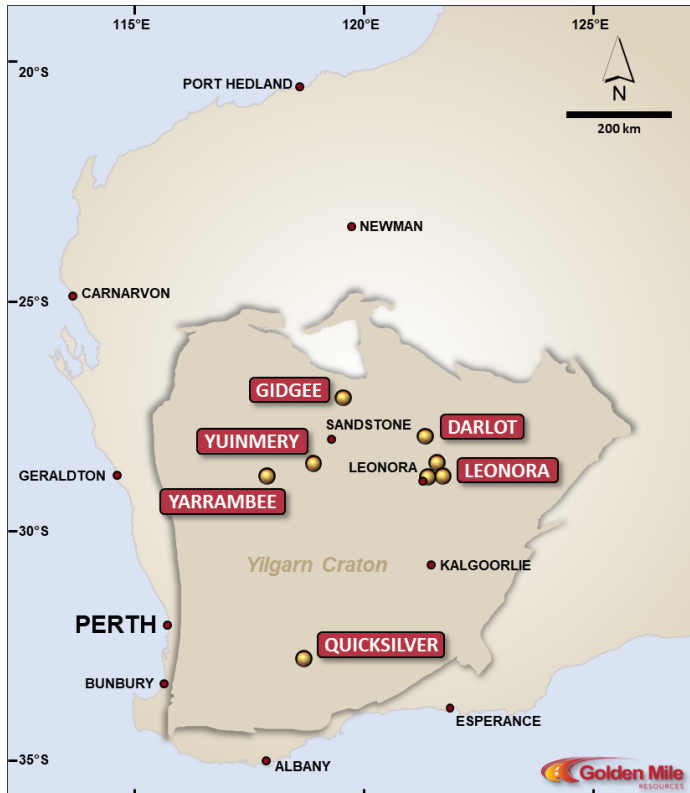 115°E 120°E 125°E
20°S
PORT HEDLAND
N
200 km
NEWMAN
25°S
CARNARVON
GIDGEE
SANDSTONE
DARLOT
YUINMERY
LEONORA
LEONORA
GERALDTON
YARRAMBEE
30°S
Yilgarn Craton
KALGOORLIE
PERTH
QUICKSILVER
BUNBURY
ESPERANCE
35°S
ALBANY
Golden Mile
RESOURCES